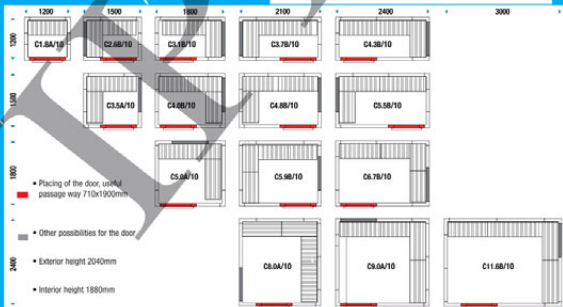 1200 1500 1800 2100 2400 3000
1200
C1.8A/10 C2.6B/10 C3.1B/10 C3.7B/10 C4.3B/10
1500
C3.5A/10 C4.0B/10 C4.8B/10 C5.5B/10
1800
C5.0A/10 C5.9B/10 C6.7B/10
• Placing of the door, useful
passage way 710x1900mm
• Other possibilities for the door
2400
• Exterior height 2040mm
C8.0A/10 C9.0A/10 C11.6B/10
• Interior height 1880mm